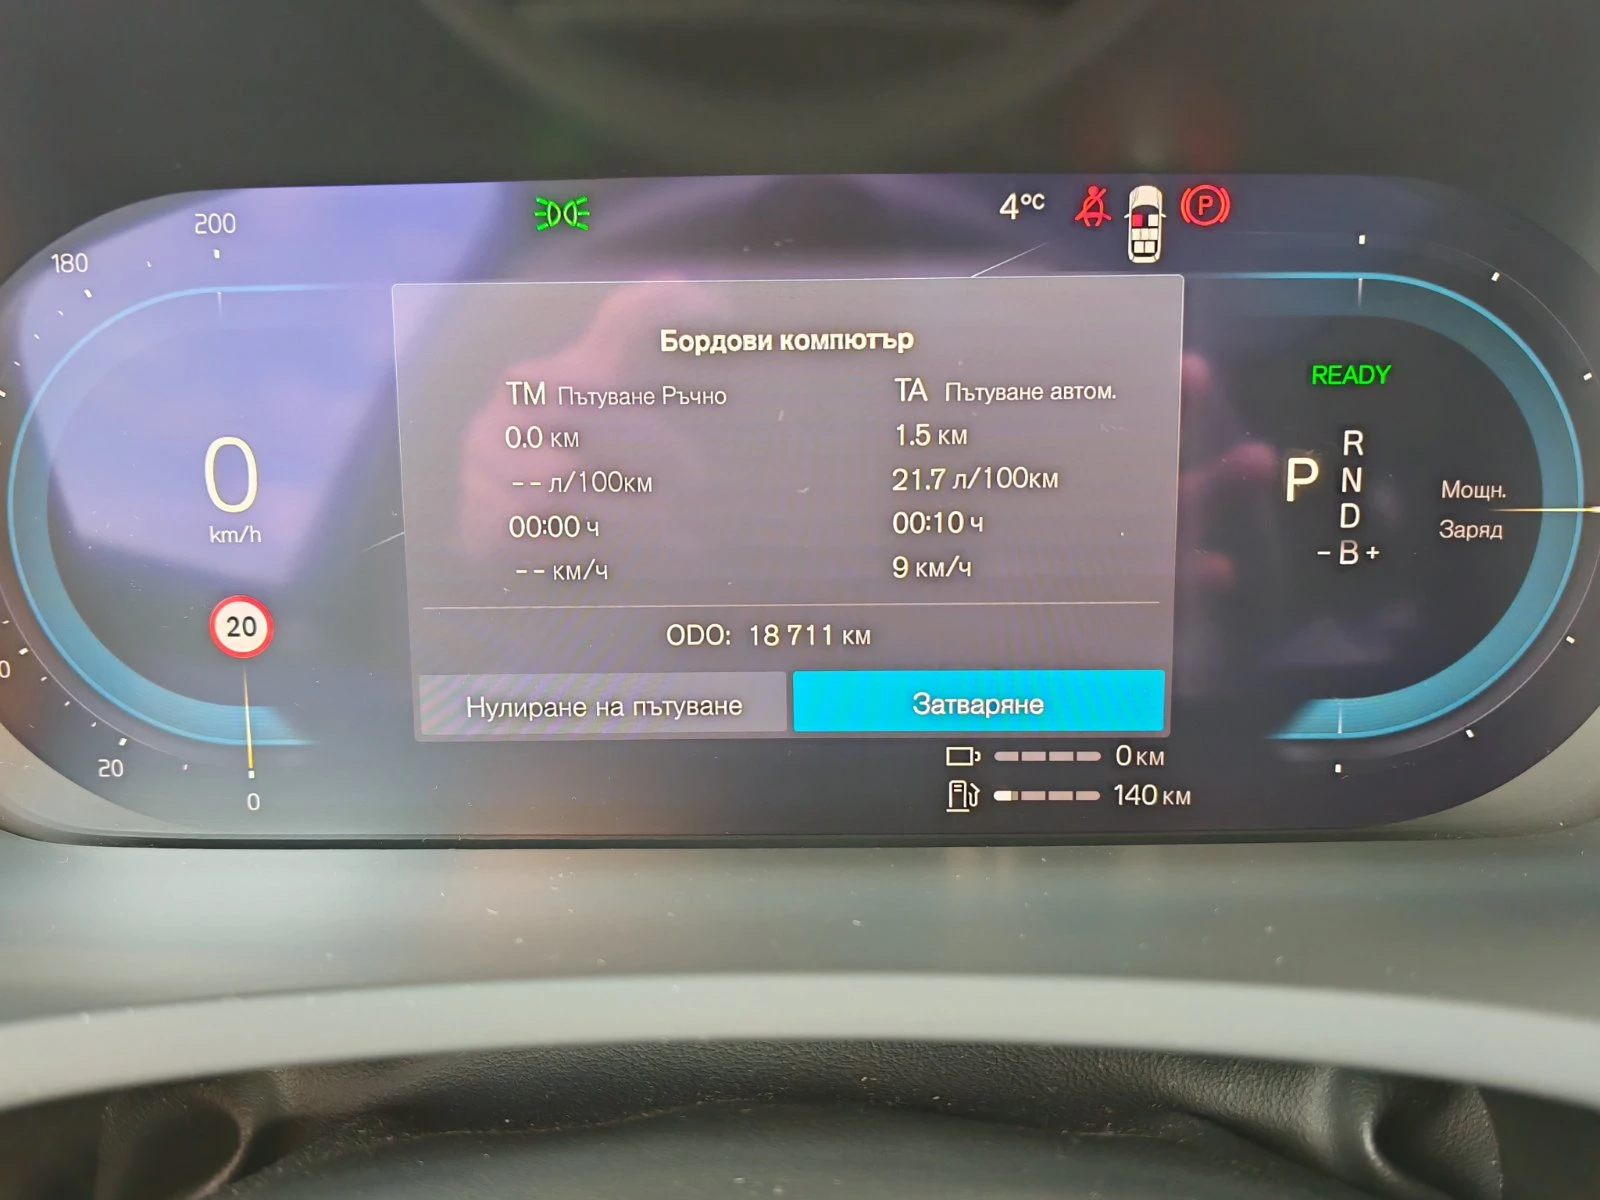 200
180
4°C
P
Бордови компютър
TM Пътуване Ръчно
TA Пътуване автом.
0.0 км
1.5 км
-- л/100км
21.7 л/100км
00:00 ч
00:10 ч
-- км/ч
9 км/ч
ODO: 18 711 км
Нулиране на пътуване
Затваряне
0
km/h
20
20
0
0
READY
P
R
N
D
- B +
Мощн.
Заряд
0 км
140 км